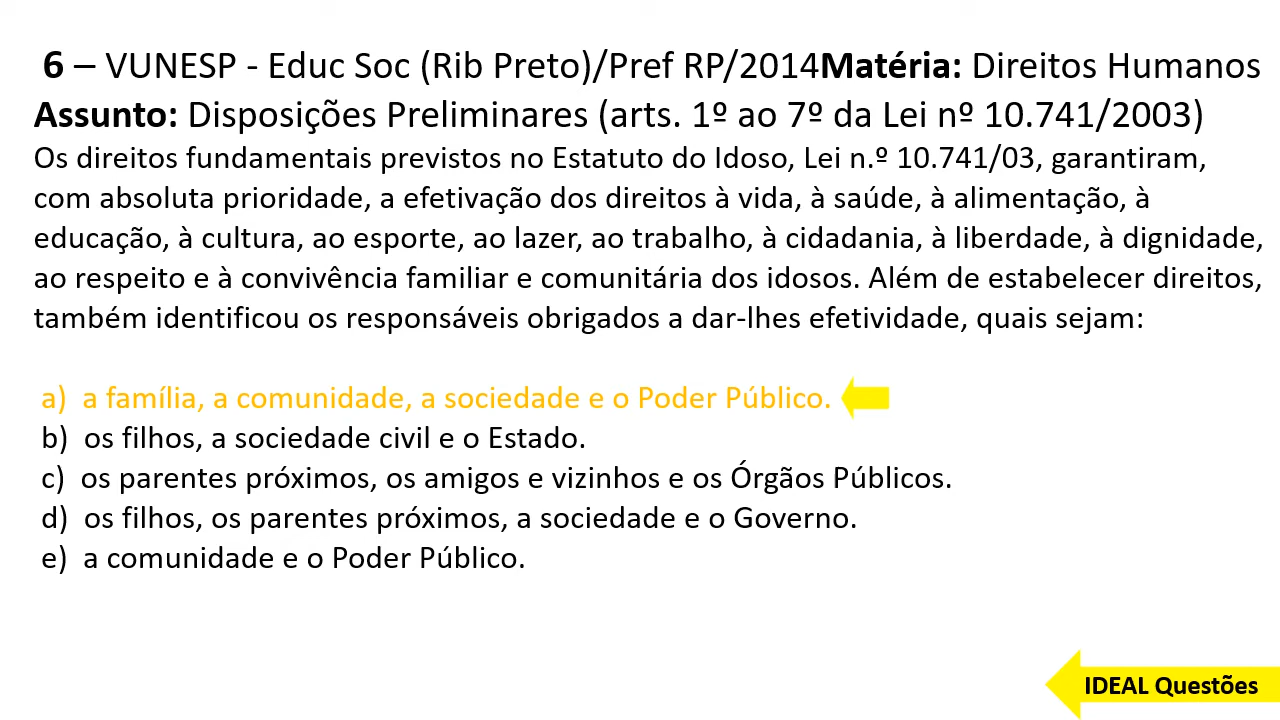 6 – VUNESP - Educ Soc (Rib Preto)/Pref RP/2014Matéria: Direitos Humanos
Assunto: Disposições Preliminares (arts. 1º ao 7º da Lei nº 10.741/2003)
Os direitos fundamentais previstos no Estatuto do Idoso, Lei n.º 10.741/03, garantiram,
com absoluta prioridade, a efetivação dos direitos à vida, à saúde, à alimentação, à
educação, à cultura, ao esporte, ao lazer, ao trabalho, à cidadania, à liberdade, à dignidade,
ao respeito e à convivência familiar e comunitária dos idosos. Além de estabelecer direitos,
também identificou os responsáveis obrigados a dar-lhes efetividade, quais sejam:
a) a família, a comunidade, a sociedade e o Poder Público.
b) os filhos, a sociedade civil e o Estado.
c) os parentes próximos, os amigos e vizinhos e os Órgãos Públicos.
d) os filhos, os parentes próximos, a sociedade e o Governo.
e) a comunidade e o Poder Público.
IDEAL Questões